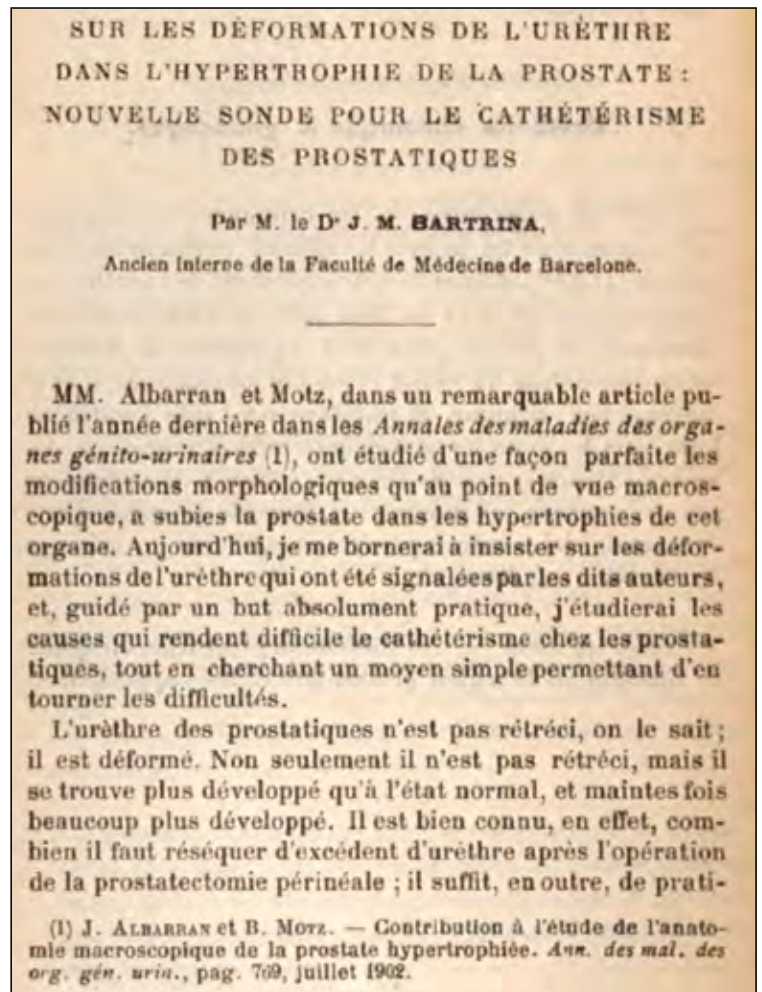 SUR LES DÉFORMATIONS DE L'URÈTHRE
DANS L'HYPERTROPHIE DE LA PROSTATE :
NOUVELLE SONDE POUR LE CATHÉTÉRISME
DES PROSTATIQUES
Par M. le Dr J. M. BARTRINA,
Ancien interne de la Faculté de Médecine de Barcelone.
MM. Albarran et Motz, dans un remarquable article pu-
blié l'année dernière dans les Annales des maladies des orga-
nes génito-urinaires (1), ont étudié d'une façon parfaite les
modifications morphologiques qu'au point de vue macros-
copique, a subies la prostate dans les hypertrophies de cet
organe. Aujourd'hui, je me bornerai à insister sur les défor-
mations de l'urèthre qui ont été signalées par les dits auteurs,
et, guidé par un but absolument pratique, j'étudierai les
causes qui rendent difficile le cathétérisme chez les prosta-
tiques, tout en cherchant un moyen simple permettant d'en
tourner les difficultés.
L'urèthre des prostatiques n'est pas rétréci, on le sait ;
il est déformé. Non seulement il n'est pas rétréci, mais il
se trouve plus développé qu'à l'état normal, et maintes fois
beaucoup plus développé. Il est bien connu, en effet, com-
bien il faut réséquer d'excédent d'urèthre après l'opération
de la prostatectomie périnéale ; il suffit, en outre, de prati-
(1) J. ALBARRAN et B. MOTZ. — Contribution à l'étude de l'anato-
mie macroscopique de la prostate hypertrophiée. Ann. des mal. des
org. gén. urin., pag. 769, juillet 1902.